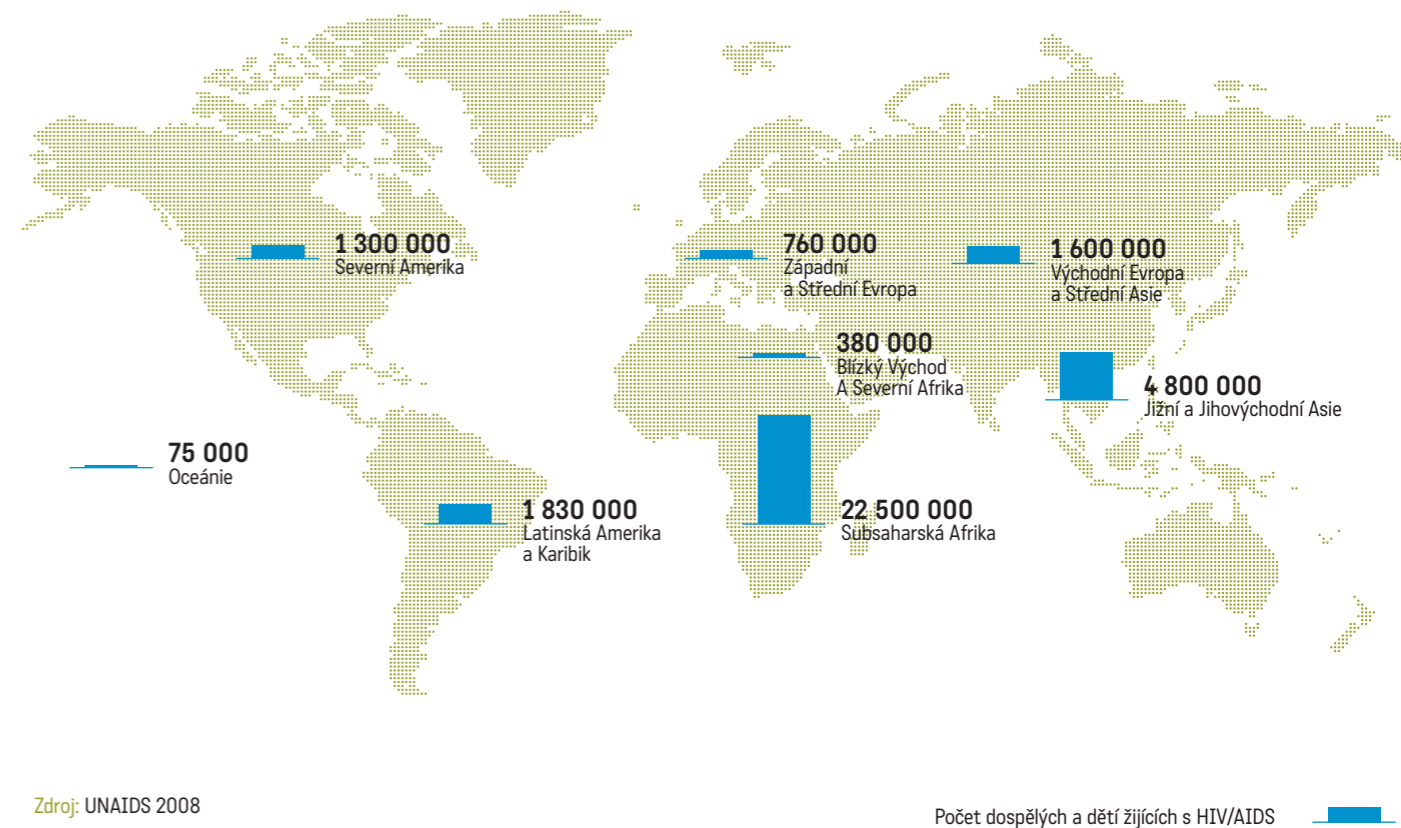 1 300 000
Severní Amerika
760 000
Západní
a Střední Evropa
1 600 000
Východní Evropa
a Střední Asie
380 000
Blízký Východ
A Severní Afrika
4 800 000
Jižní a Jihovýchodní Asie
75 000
Oceánie
1 830 000
Latinská Amerika
a Karibik
22 500 000
Subsaharská Afrika
Zdroj: UNAIDS 2008
Počet dospělých a dětí žijících s HIV/AIDS